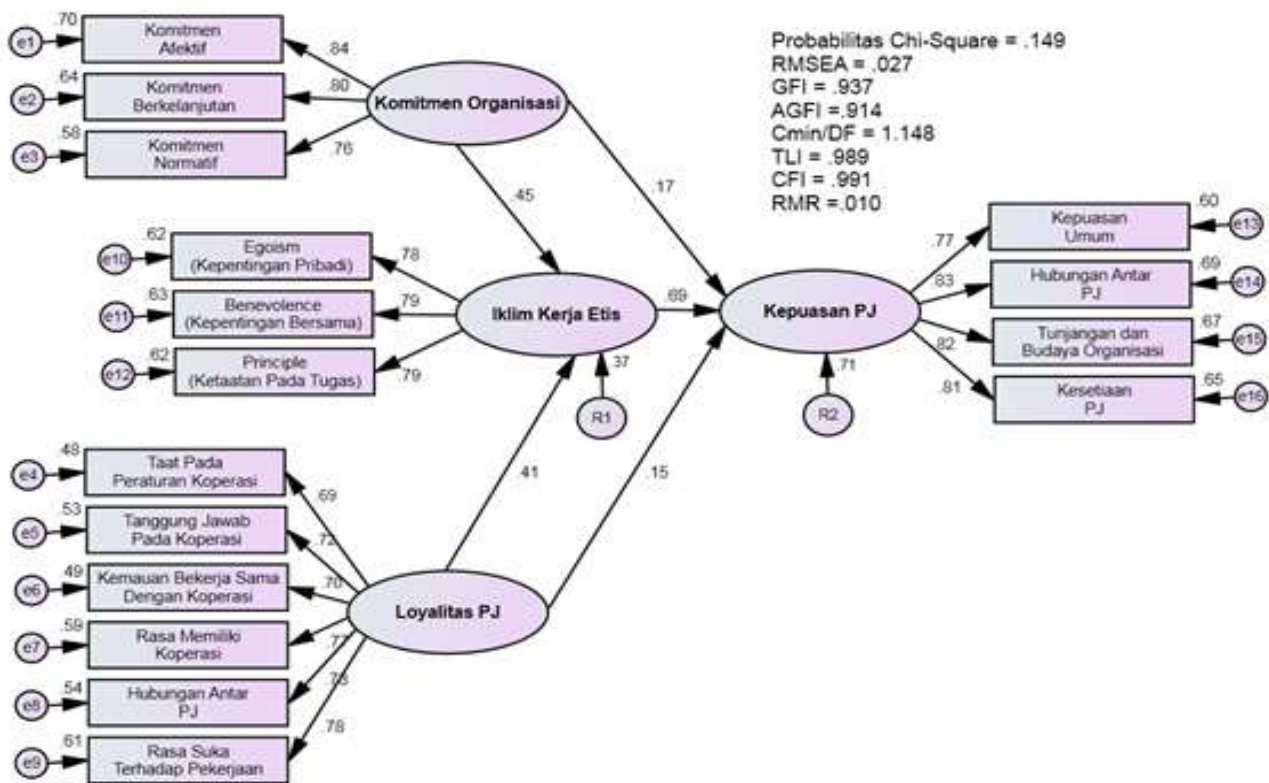 .70
e1
Komitmen
Afektif
.84
.64
e2
Komitmen
Berkelanjutan
.80
.58
e3
Komitmen
Normatif
.76
Komitmen Organisasi
Probabilitas Chi-Square = .149
RMSEA = .027
GFI = .937
AGFI =.914
Cmin/DF = 1.148
TLI = .989
CFI = .991
RMR =.010
.45
.17
.62
e10
Egoism
(Kepentingan Pribadi)
.78
.63
e11
Benevolence
(Kepentingan Bersama)
.79
.62
e12
Principle
(Ketaatan Pada Tugas)
.79
Iklim Kerja Etis
.69
.37
R1
Kepuasan PJ
.71
R2
.77
Kepuasan
Umum
.60
e13
.83
Hubungan Antar
PJ
.69
e14
.82
Tunjangan dan
Budaya Organisasi
.67
e15
.81
Kesetiaan
PJ
.65
e16
.41
.15
.48
e4
Taat Pada
Peraturan Koperasi
.69
.53
e5
Tanggung Jawab
Pada Koperasi
.72
.49
e6
Kemauan Bekerja Sama
Dengan Koperasi
.70
.59
e7
Rasa Memiliki
Koperasi
.77
.54
e8
Hubungan Antar
PJ
.73
.61
e9
Rasa Suka
Terhadap Pekerjaan
.78
Loyalitas PJ